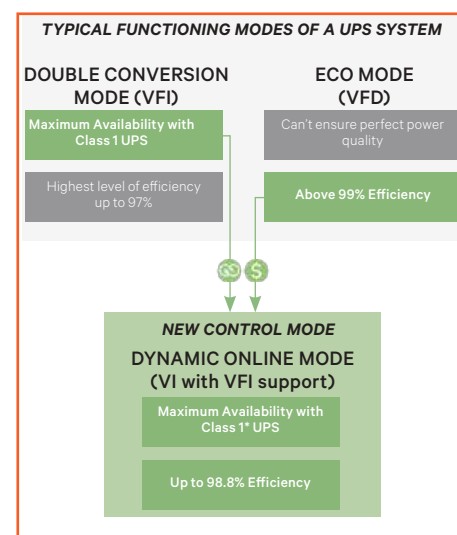 TYPICAL FUNCTIONING MODES OF A UPS SYSTEM
DOUBLE CONVERSION
MODE (VFI)
Maximum Availability with
Class 1 UPS
Highest level of efficiency
up to 97%
ECO MODE
(VFD)
Can't ensure perfect power
quality
Above 99% Efficiency
$
NEW CONTROL MODE
DYNAMIC ONLINE MODE
(VI with VFI support)
Maximum Availability with
Class 1* UPS
Up to 98.8% Efficiency